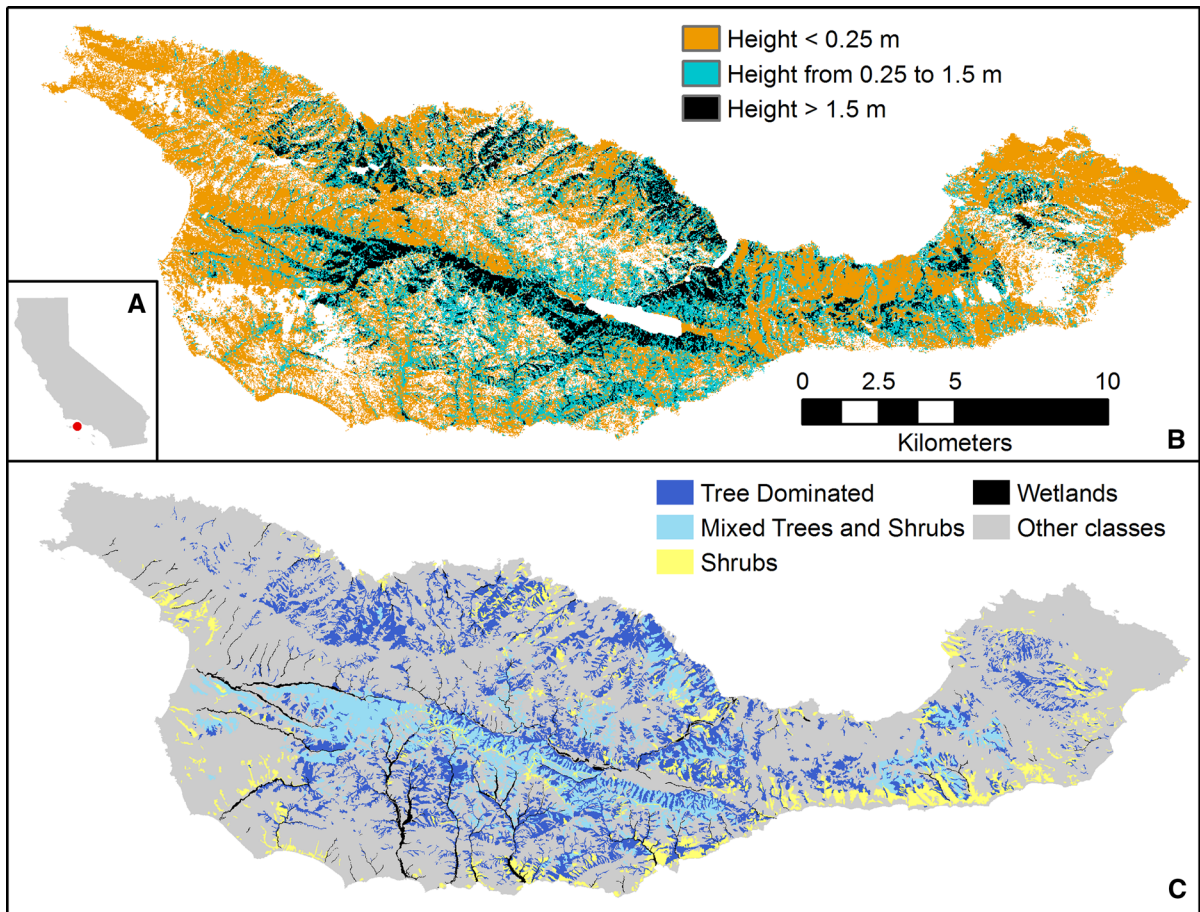 Height < 0.25 m
Height from 0.25 to 1.5 m
Height > 1.5 m
A
0 2.5 5 10
Kilometers
B
Tree Dominated
Wetlands
Mixed Trees and Shrubs
Other classes
Shrubs
C